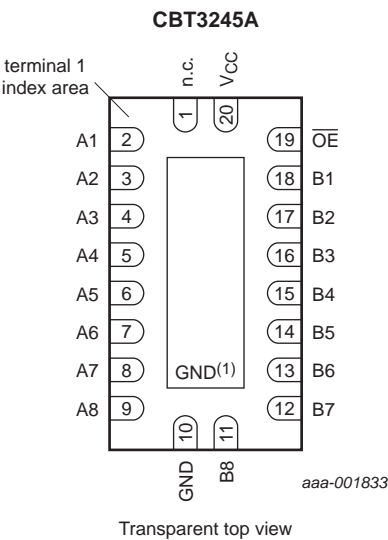 CBT3245A
terminal 1
index area
n.c.
VCC
1
20
A1 2 19 OE
A2 3 18 B1
A3 4 17 B2
A4 5 16 B3
A5 6 15 B4
A6 7 14 B5
A7 8 GND(1) 13 B6
A8 9 12 B7
10
11
GND
B8
aaa-001833
Transparent top view